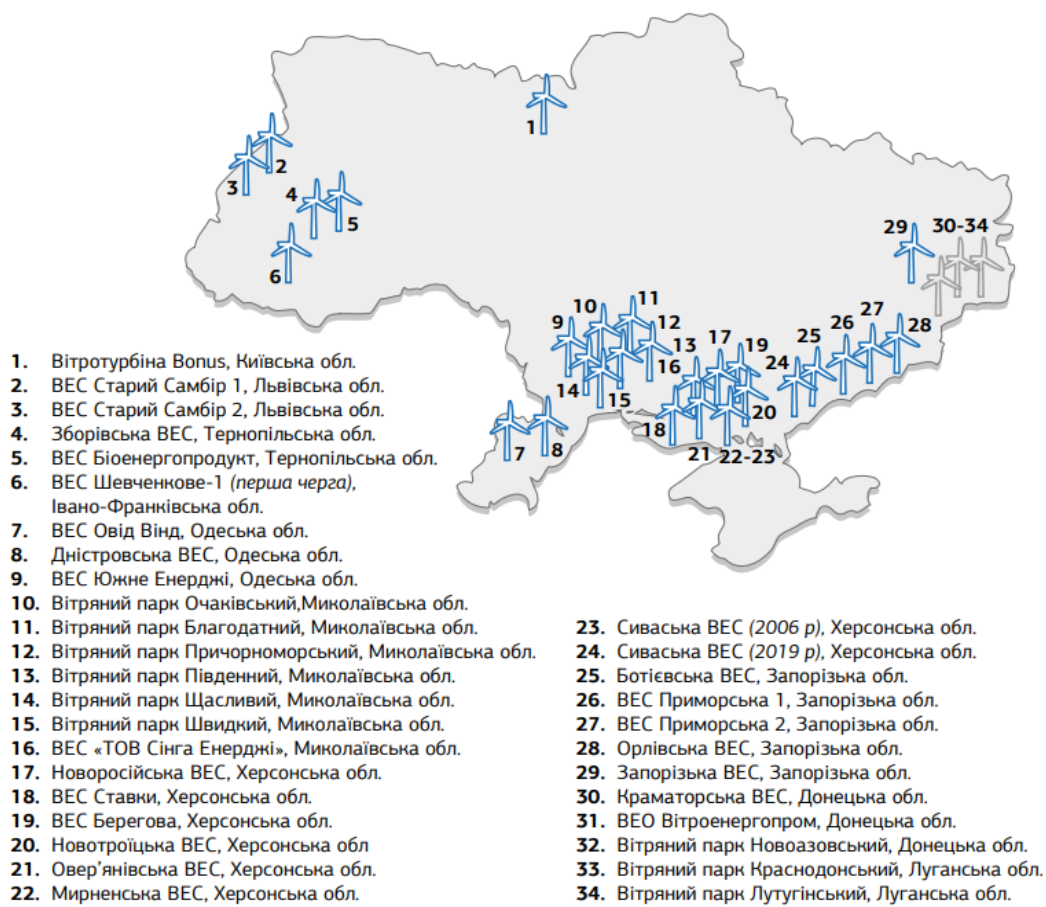 1
2
3
4
5
6
29
30-34
9
10
11
12
13
17
19
16
14
15
24
25
26
27
28
7
8
18
20
21
22-23
1. Вітротурбіна Bonus, Київська обл.
2. ВЕС Старий Самбір 1, Львівська обл.
3. ВЕС Старий Самбір 2, Львівська обл.
4. Зборівська ВЕС, Тернопільська обл.
5. ВЕС Біоенергопродукт, Тернопільська обл.
6. ВЕС Шевченкове-1 (перша черга),
Івано-Франківська обл.
7. ВЕС Овід Вінд, Одеська обл.
8. Дністровська ВЕС, Одеська обл.
9. ВЕС Южне Енерджі, Одеська обл.
10. Вітряний парк Очаківський,Миколаївська обл.
11. Вітряний парк Благодатний, Миколаївська обл.
12. Вітряний парк Причорноморський, Миколаївська обл.
13. Вітряний парк Південний, Миколаївська обл.
14. Вітряний парк Щасливий, Миколаївська обл.
15. Вітряний парк Швидкий, Миколаївська обл.
16. ВЕС «ТОВ Сінга Енерджі», Миколаївська обл.
17. Новоросійська ВЕС, Херсонська обл.
18. ВЕС Ставки, Херсонська обл.
19. ВЕС Берегова, Херсонська обл.
20. Новотроїцька ВЕС, Херсонська обл
21. Овер’янівська ВЕС, Херсонська обл.
22. Мирненська ВЕС, Херсонська обл.
23. Сиваська ВЕС (2006 р), Херсонська обл.
24. Сиваська ВЕС (2019 р), Херсонська обл.
25. Ботієвська ВЕС, Запорізька обл.
26. ВЕС Приморська 1, Запорізька обл.
27. ВЕС Приморська 2, Запорізька обл.
28. Орлівська ВЕС, Запорізька обл.
29. Запорізька ВЕС, Запорізька обл.
30. Краматорська ВЕС, Донецька обл.
31. ВЕО Вітроенергопром, Донецька обл.
32. Вітряний парк Новоазовський, Донецька обл.
33. Вітряний парк Краснодонський, Луганська обл.
34. Вітряний парк Лутугінський, Луганська обл.